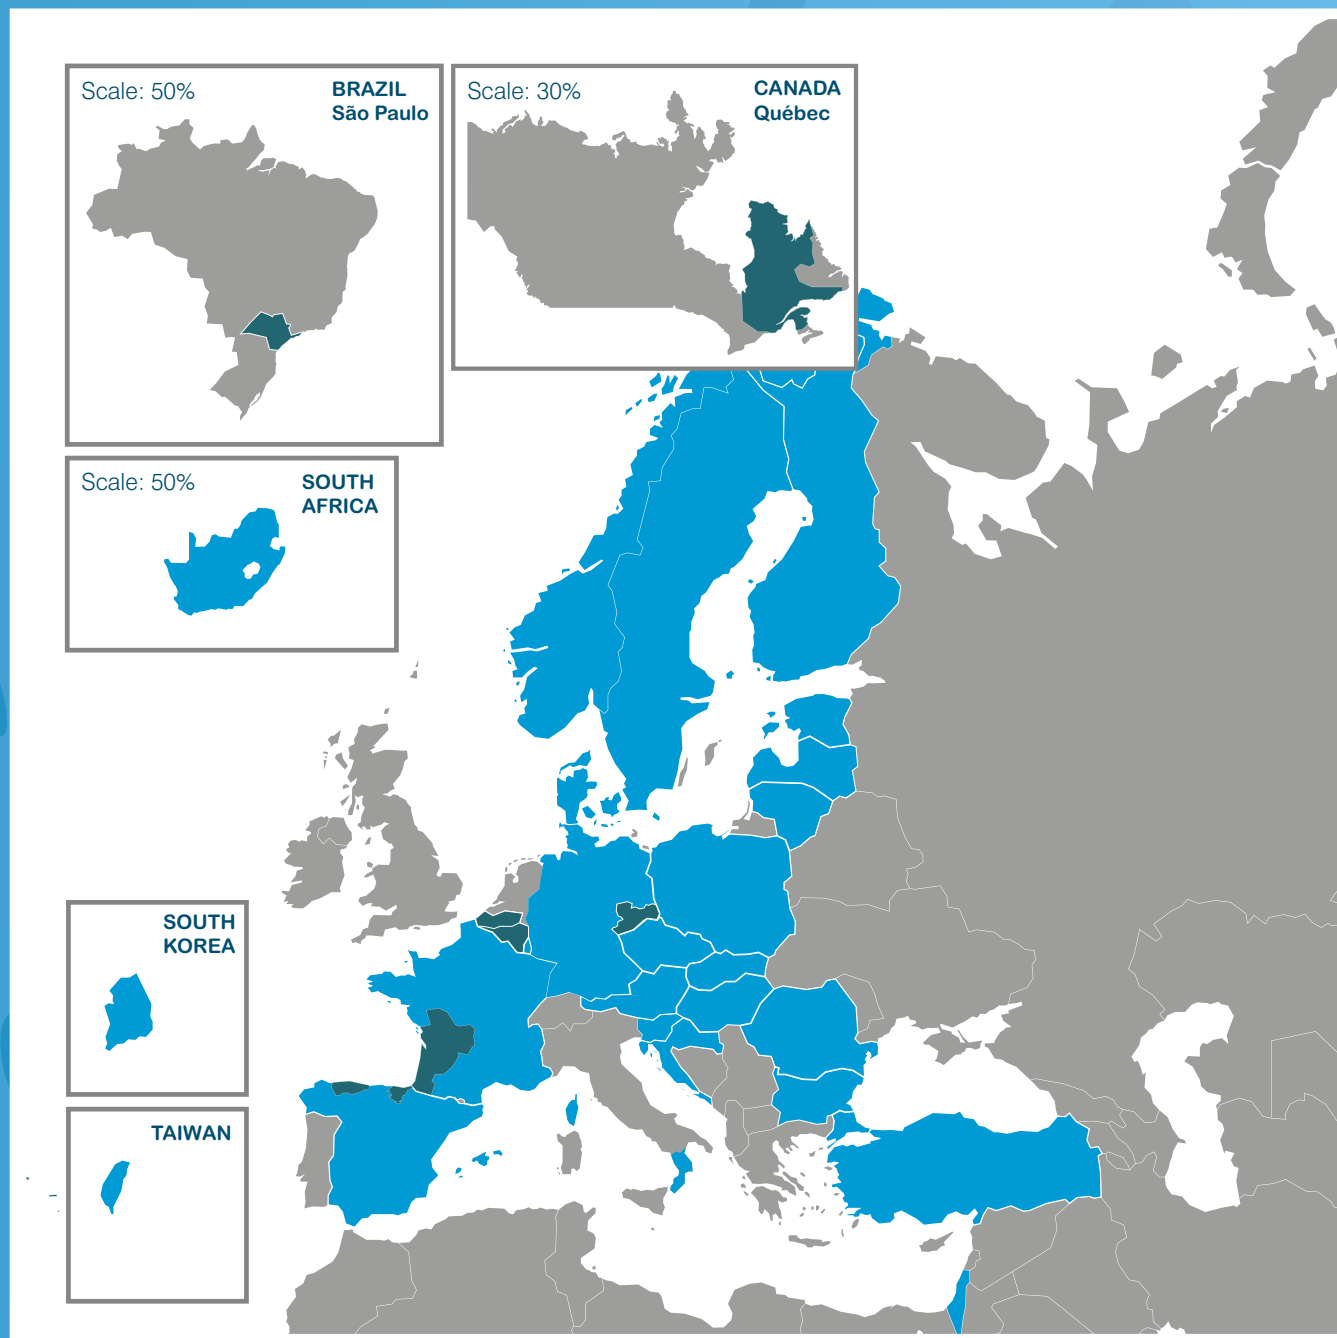 Scale: 50%
BRAZIL
São Paulo
Scale: 30%
CANADA
Québec
Scale: 50%
SOUTH
AFRICA
SOUTH
KOREA
TAIWAN